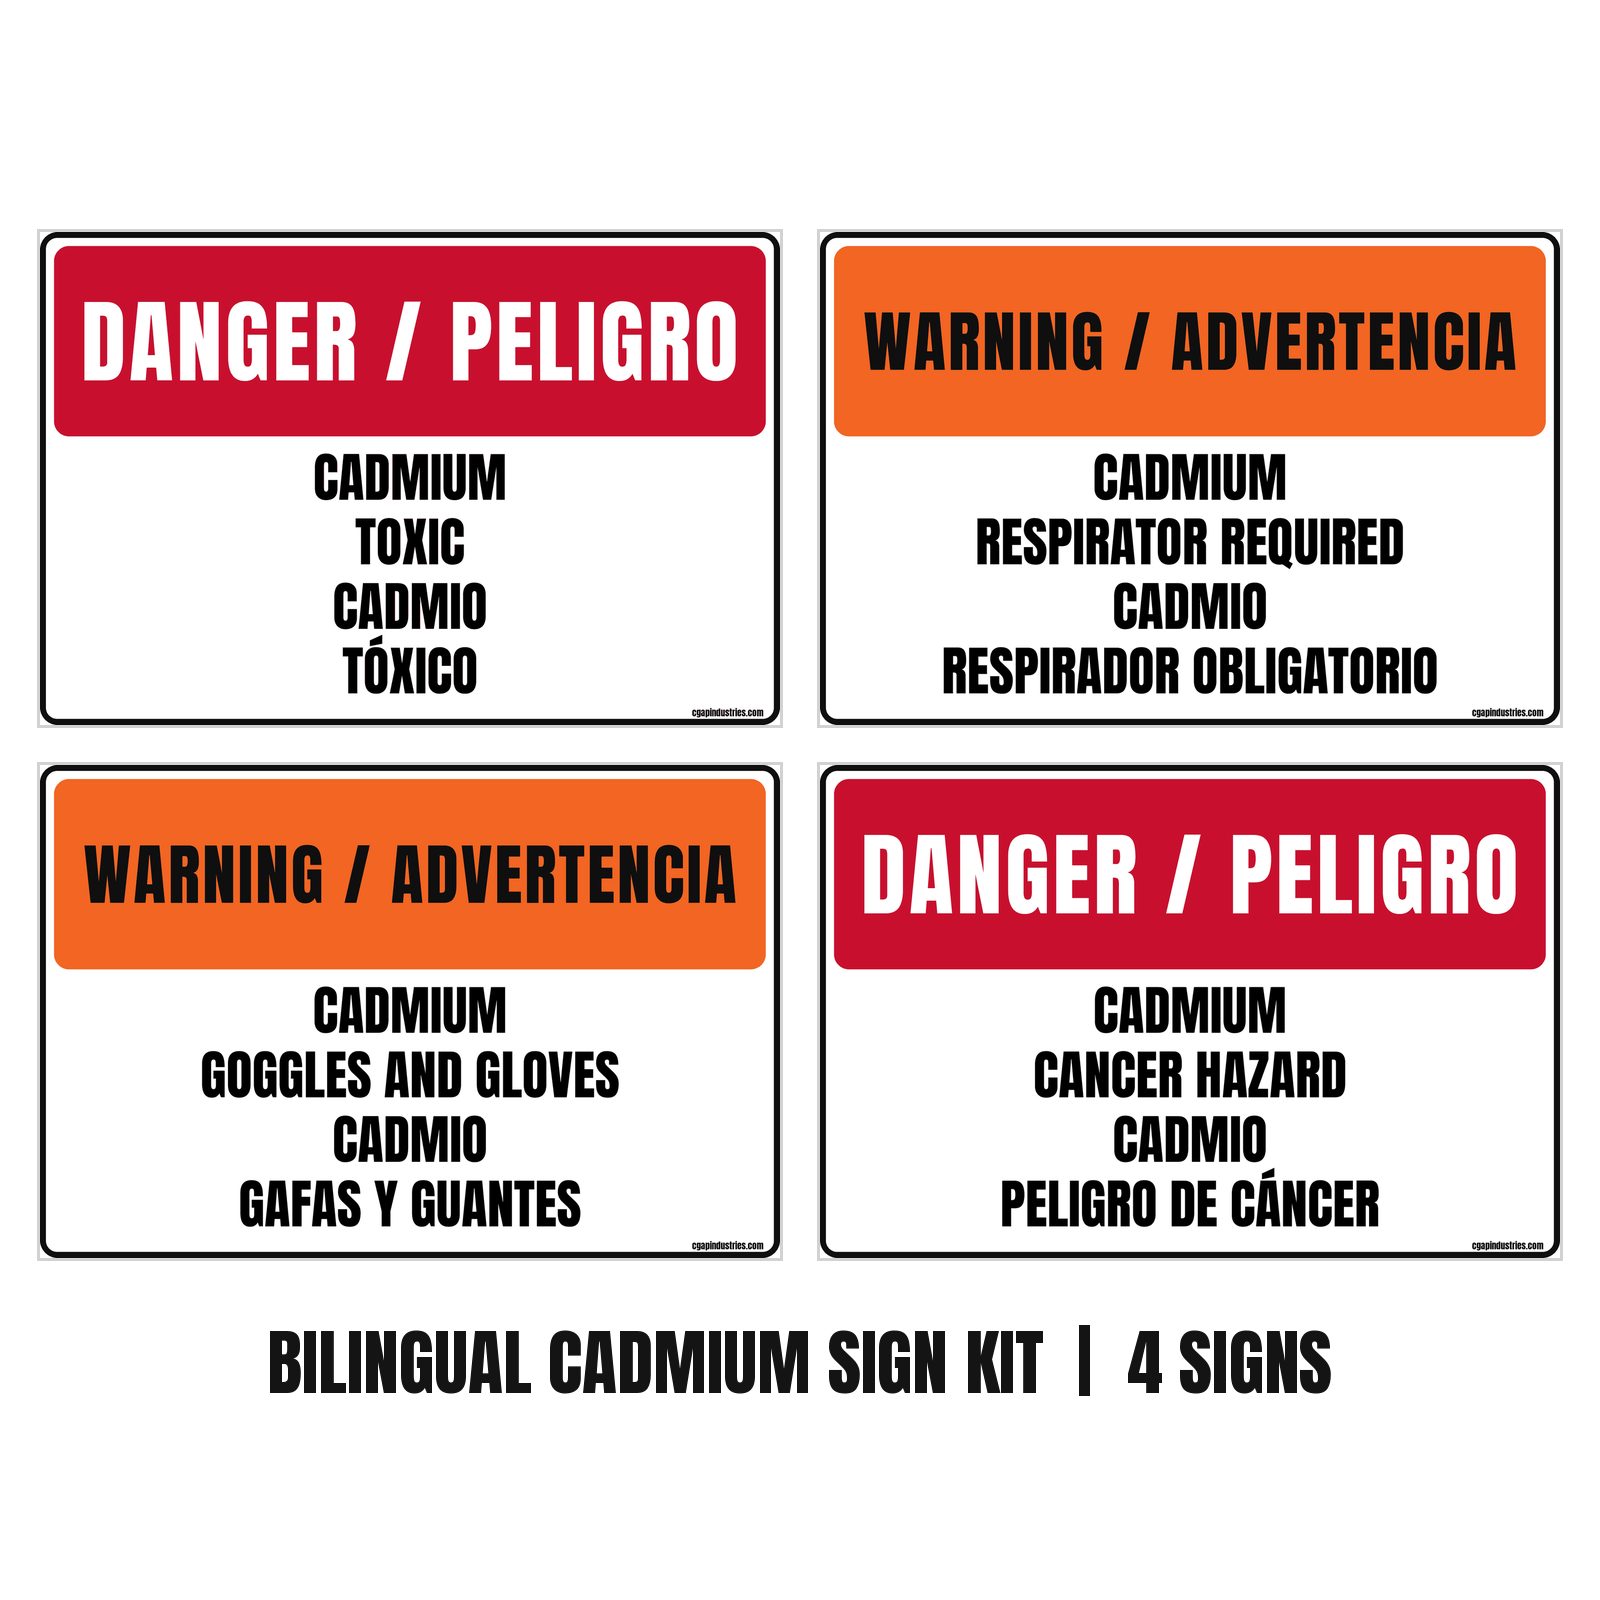 DANGER / PELIGRO
CADMIUM
TOXIC
CADMIO
TÓXICO
cgapindustries.com
WARNING / ADVERTENCIA
CADMIUM
RESPIRATOR REQUIRED
CADMIO
RESPIRADOR OBLIGATORIO
cgapindustries.com
WARNING / ADVERTENCIA
CADMIUM
GOGGLES AND GLOVES
CADMIO
GAFAS Y GUANTES
cgapindustries.com
DANGER / PELIGRO
CADMIUM
CANCER HAZARD
CADMIO
PELIGRO DE CÁNCER
cgapindustries.com
BILINGUAL CADMIUM SIGN KIT | 4 SIGNS